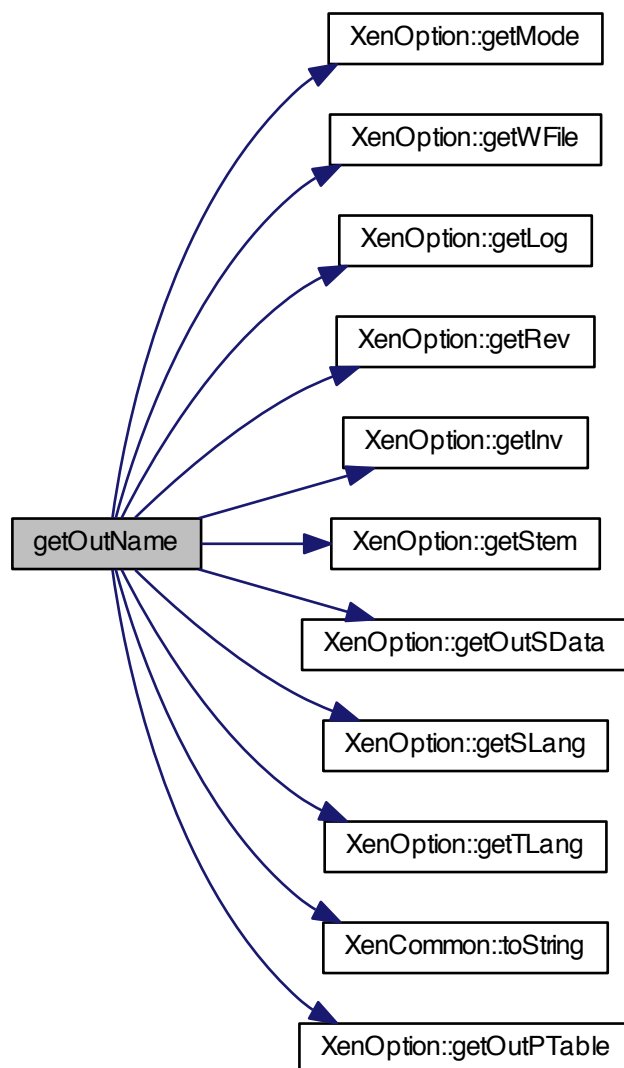 XenOption::getMode
XenOption::getWFile
XenOption::getLog
XenOption::getRev
XenOption::getInv
getOutName
XenOption::getStem
XenOption::getOutSData
XenOption::getSLang
XenOption::getTLang
XenCommon::toString
XenOption::getOutPTable